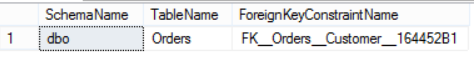 SchemaName TableName ForeignKeyConstraintName
1 dbo Orders FK__Orders__Customer__164452B1